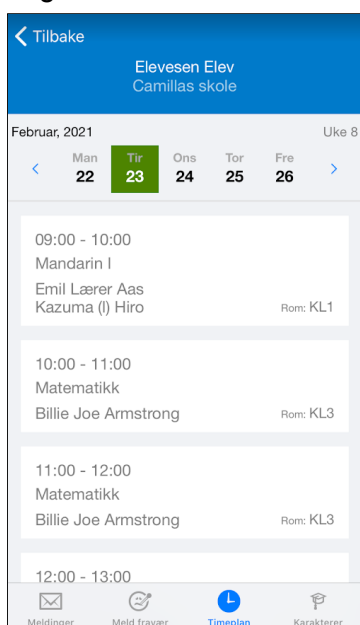 Tilbake
Elevesen Elev
Camillas skole
Februar, 2021 Uke 8
Man Tir Ons Tor Fre
22 23 24 25 26
09:00 - 10:00
Mandarin I
Emil Lærer Aas
Kazuma (l) Hiro Rom: KL1
10:00 - 11:00
Matematikk
Billie Joe Armstrong Rom: KL3
11:00 - 12:00
Matematikk
Billie Joe Armstrong Rom: KL3
12:00 - 13:00
Meldinger Meld fravær Timeplan Karakterer